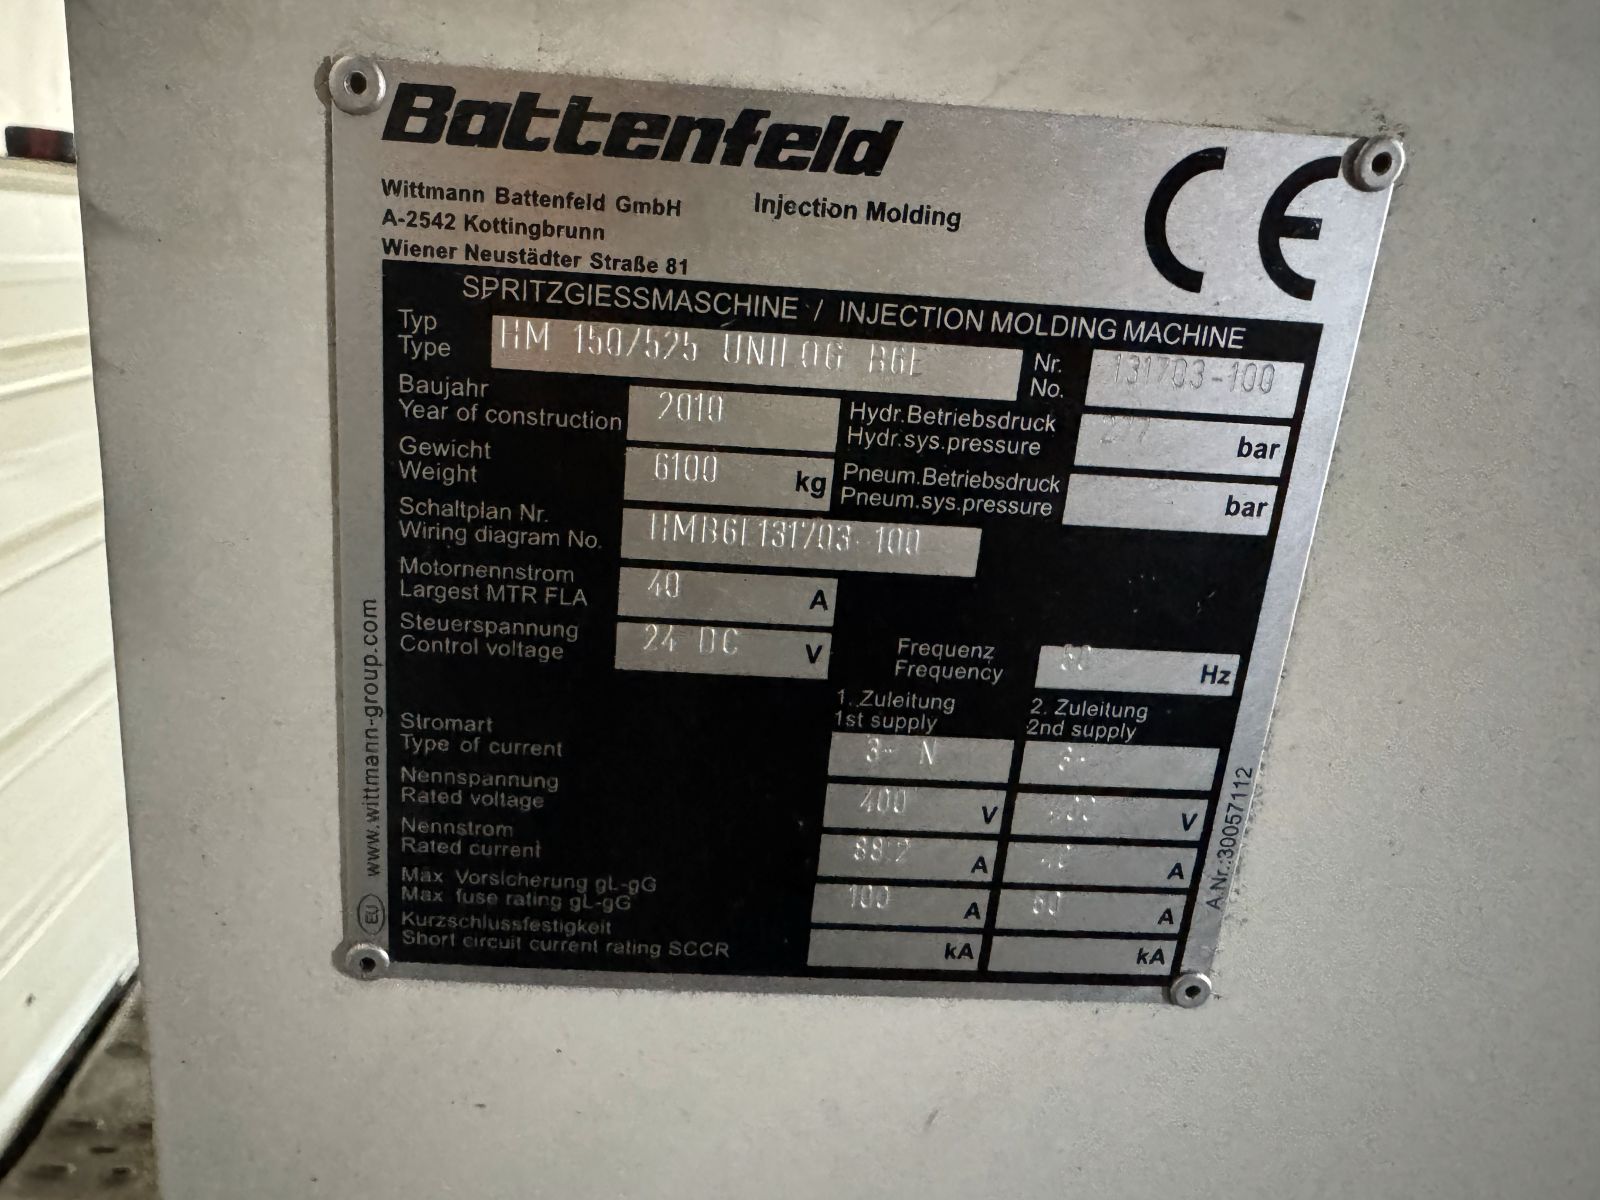 Battenfeld
CE
Wittmann Battenfeld GmbH Injection Molding
A-2542 Kottingbrunn
Wiener Neustädter Straße 81
SPRITZGIESSMASCHINE / INJECTION MOLDING MACHINE
Typ
Type HM 150/525 UNILOG B6E
Nr.
No. 131703-100
Baujahr
Year of construction 2010
Hydr.Betriebsdruck
Hydr.sys.pressure bar
Gewicht
Weight 6100 kg
Pneum.Betriebsdruck
Pneum.sys.pressure bar
Schaltplan Nr.
Wiring diagram No. HMB6E131703-100
Motornennstrom
Largest MTR FLA 40 A
Steuerspannung
Control voltage 24 DC V
Frequenz
Frequency Hz
1. Zuleitung
1st supply
2. Zuleitung
2nd supply
Stromart
Type of current 3~ N 3~
Nennspannung
Rated voltage 400 V V
Nennstrom
Rated current 88.2 A A
Max Vorsicherung gL-gG
Max fuse rating gL-gG 100 A A
Kurzschlussfestigkeit
Short circuit current rating SCCR kA kA
EU www.wittmann-group.com
A.Nr.:30057112